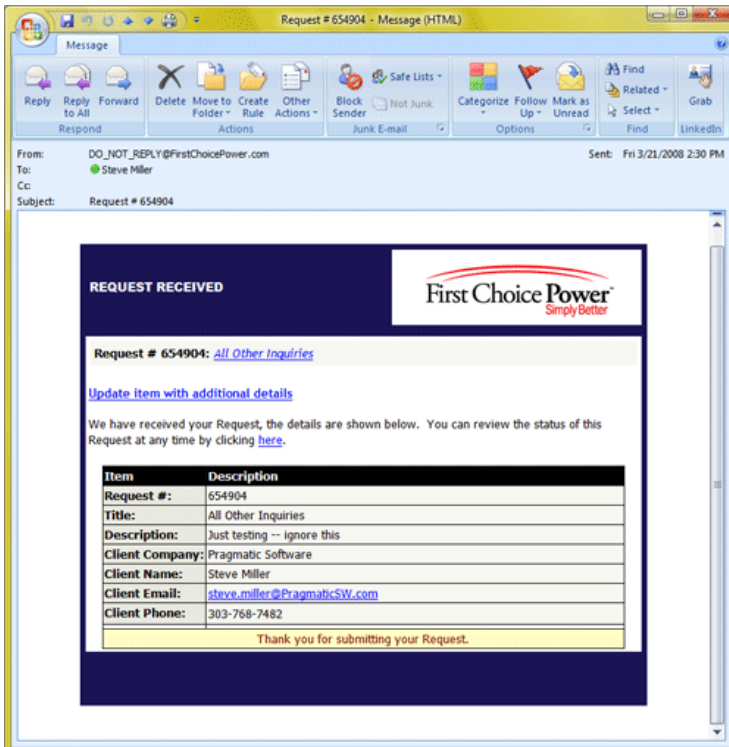 Request # 654904 - Message (HTML)
Message
Reply
Reply to All
Forward
Delete
Move to Folder
Create Rule
Other Actions
Block Sender
Safe Lists
Not Junk
Categorize
Follow Up
Mark as Unread
Find
Related
Select
Grab
Respond
Actions
Junk E-mail
Options
Find
LinkedIn
From: DO_NOT_REPLY@FirstChoicePower.com Sent: Fri 3/21/2008 2:30 PM
To: Steve Miller
Cc:
Subject: Request # 654904
REQUEST RECEIVED
First Choice Power™
Simply Better
Request # 654904: All Other Inquiries
Update item with additional details
We have received your Request, the details are shown below. You can review the status of this
Request at any time by clicking here.
Item Description
Request #: 654904
Title: All Other Inquiries
Description: Just testing -- ignore this
Client Company: Pragmatic Software
Client Name: Steve Miller
Client Email: steve.miller@PragmaticSW.com
Client Phone: 303-768-7482
Thank you for submitting your Request.